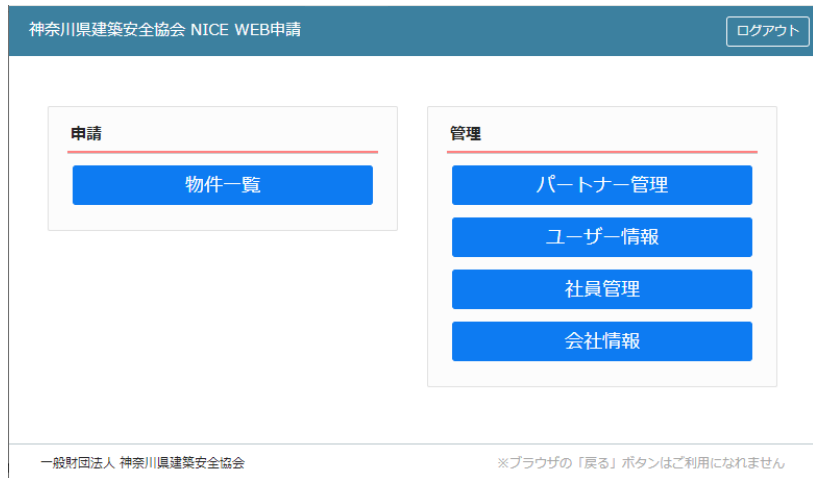 神奈川県建築安全協会 NICE WEB申請
ログアウト
申請
物件一覧
管理
パートナー管理
ユーザー情報
社員管理
会社情報
一般財団法人 神奈川県建築安全協会
※ブラウザの「戻る」ボタンはご利用になれません